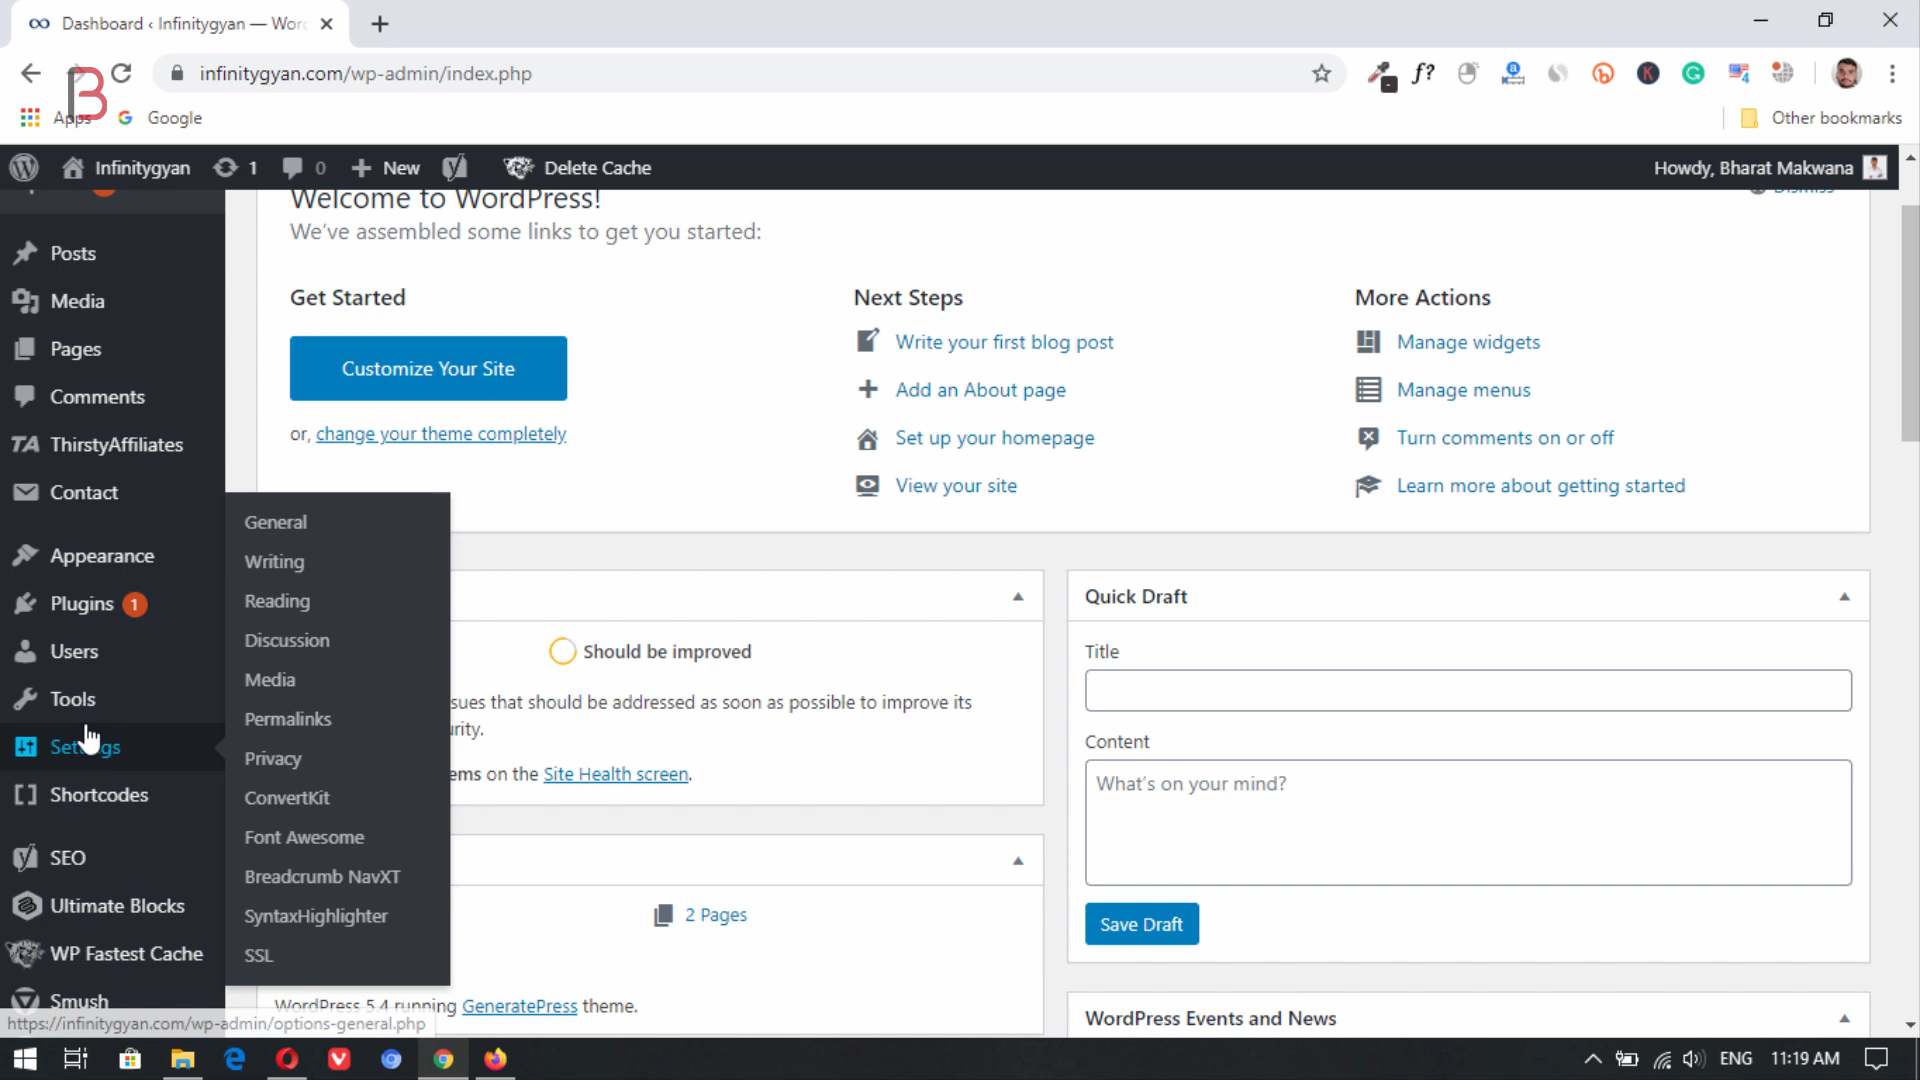 Dashboard ‹ Infinitygyan — Wor
infinitygyan.com/wp-admin/index.php
f?
4
Apps
Google
Other bookmarks
Infinitygyan
1
0
New
Delete Cache
Howdy, Bharat Makwana
Welcome to WordPress!
Dismiss
We've assembled some links to get you started:
Get Started
Next Steps
More Actions
Customize Your Site
or, change your theme completely
Write your first blog post
Add an About page
Set up your homepage
View your site
Manage widgets
Manage menus
Turn comments on or off
Learn more about getting started
Posts
Media
Pages
Comments
TA ThirstyAffiliates
Contact
Appearance
Plugins 1
Users
Tools
Settings
Shortcodes
SEO
Ultimate Blocks
WP Fastest Cache
Smush
General
Writing
Reading
Discussion
Media
Permalinks
Privacy
ConvertKit
Font Awesome
Breadcrumb NavXT
SyntaxHighlighter
SSL
Should be improved
sues that should be addressed as soon as possible to improve its
rity.
ems on the Site Health screen.
2 Pages
WordPress 5.4 running GeneratePress theme.
Quick Draft
Title
Content
What's on your mind?
Save Draft
WordPress Events and News
https://infinitygyan.com/wp-admin/options-general.php
ENG
11:19 AM